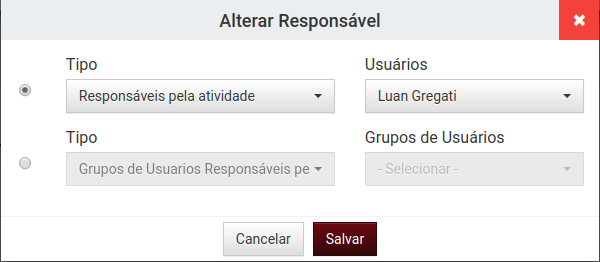 Alterar Responsável
Tipo Usuários
Responsáveis pela atividade Luan Gregati
Tipo Grupos de Usuários
Grupos de Usuarios Responsáveis pe - Selecionar -
Cancelar Salvar